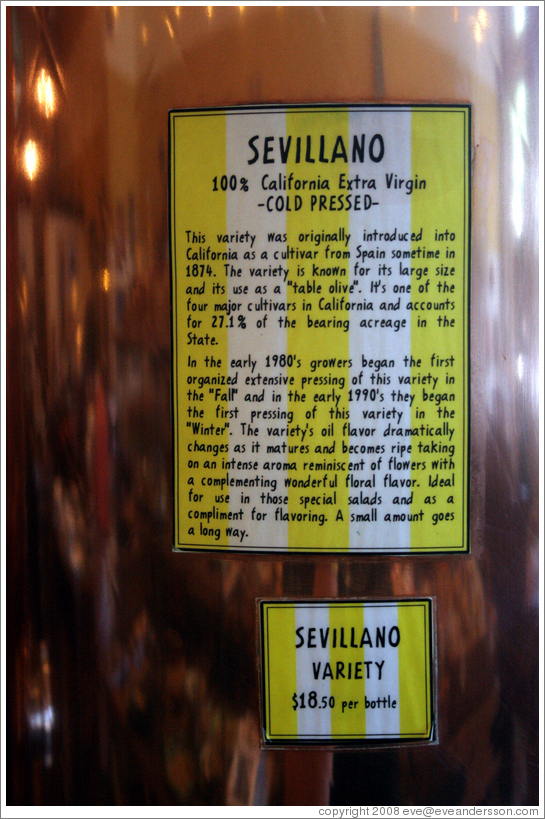 SEVILLANO
100% California Extra Virgin
-COLD PRESSED-
This variety was originally introduced into
California as a cultivar from Spain sometime in
1874. The variety is known for its large size
and its use as a "table olive". It's one of the
four major cultivars in California and accounts
for 27.1% of the bearing acreage in the
State.
In the early 1980's growers began the first
organized extensive pressing of this variety in
the "Fall" and in the early 1990's they began
the first pressing of this variety in the
"Winter". The variety's oil flavor dramatically
changes as it matures and becomes ripe taking
on an intense aroma reminiscent of flowers with
a complementing wonderful floral flavor. Ideal
for use in those special salads and as a
compliment for flavoring. A small amount goes
a long way.
SEVILLANO
VARIETY
$18.50 per bottle
copyright 2008 eve@eveandersson.com